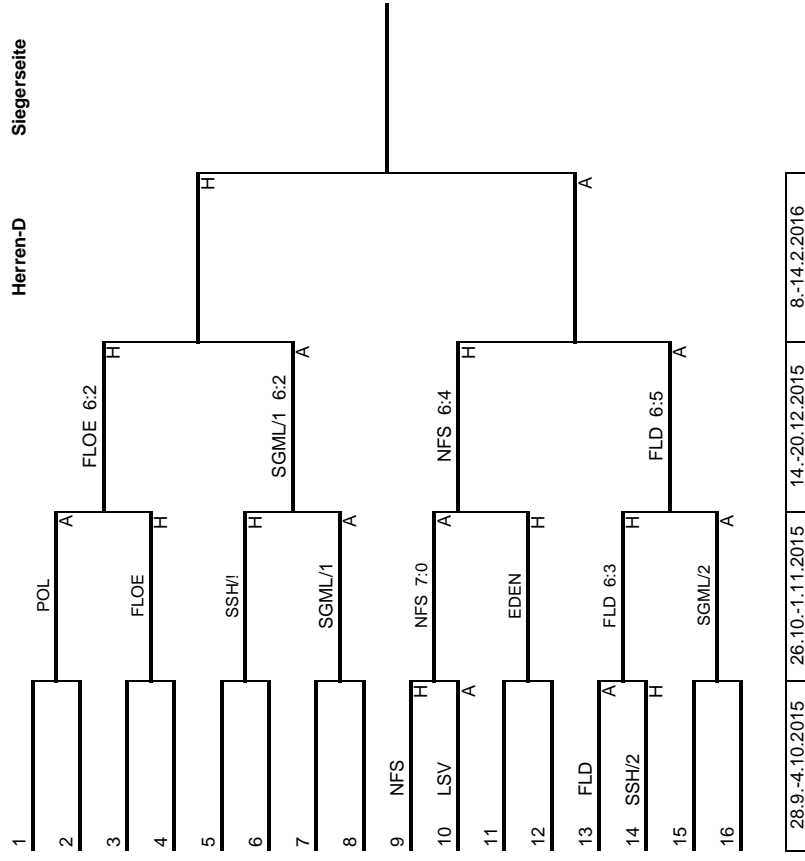 Herren-D
Siegerseite
1
POL
2
A
FLOE 6:2
3
H
FLOE
4
H
5
H
SSH/!
6
H
SGML/1 6:2
7
A
SGML/1
8
A
9
NFS
H
NFS 7:0
10
LSV
A
NFS 6:4
A
H
11
EDEN
12
H
13
FLD
A
A
FLD 6:3
14
SSH/2
H
H
FLD 6:5
15
A
SGML/2
16
A
28.9.-4.10.2015
26.10.-1.11.2015
14.-20.12.2015
8.-14.2.2016